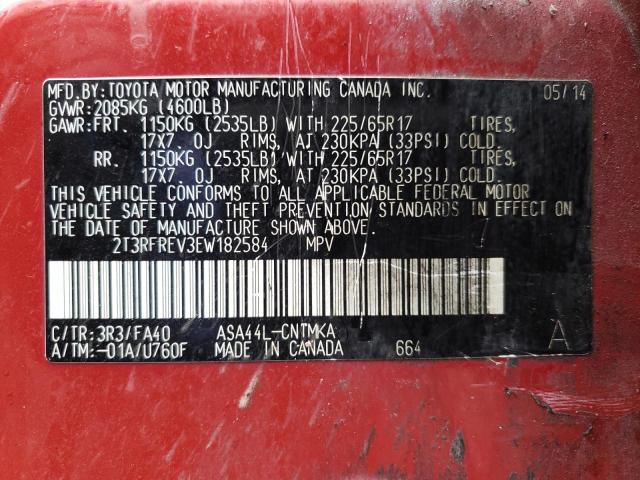 MFD.BY:TOYOTA MOTOR MANUFACTURING CANADA INC. 05/14
GVWR:2085KG (4600LB)
GAWR:FRT. 1150KG (2535LB) WITH 225/65R17 TIRES,
17X7. 0J RIMS, AT 230KPA (33PSI) COLD.
RR. 1150KG (2535LB) WITH 225/65R17 TIRES,
17X7. 0J RIMS, AT 230KPA (33PSI) COLD.
THIS VEHICLE CONFORMS TO ALL APPLICABLE FEDERAL MOTOR
VEHICLE SAFETY AND THEFT PREVENTION STANDARDS IN EFFECT ON
THE DATE OF MANUFACTURE SHOWN ABOVE.
2T3RFREV3EW182584 MPV
C/TR:3R3/FA40 ASA44L-CNTMKA A
A/TM:-01A/U760F MADE IN CANADA 664